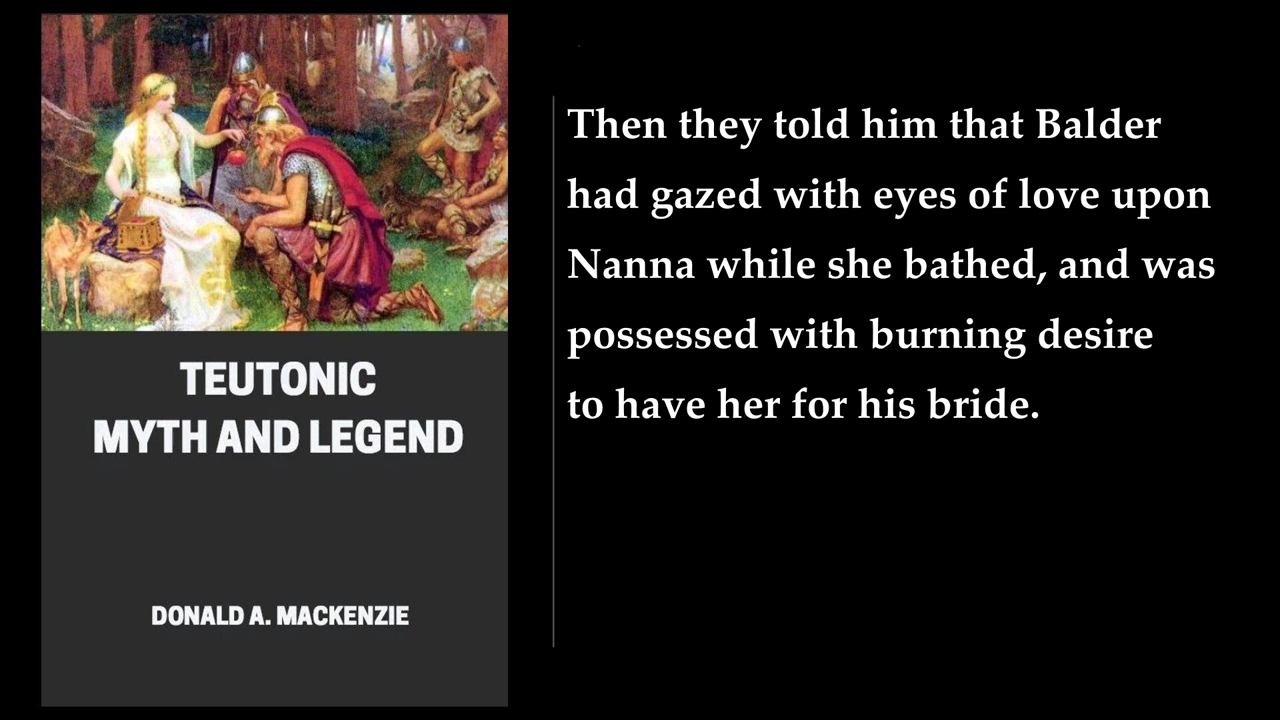 TEUTONIC
MYTH AND LEGEND
DONALD A. MACKENZIE
Then they told him that Balder
had gazed with eyes of love upon
Nanna while she bathed, and was
possessed with burning desire
to have her for his bride.